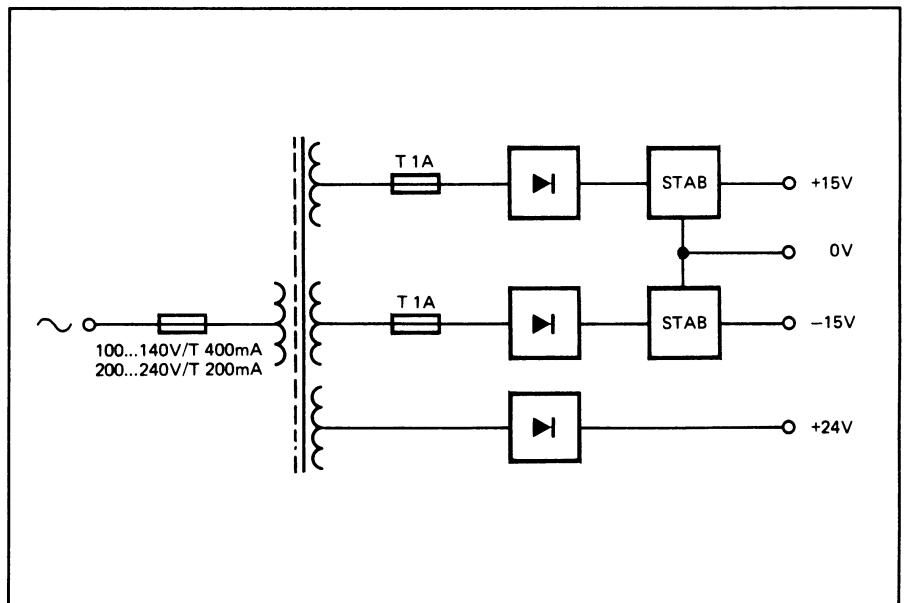 T 1A
STAB
+15V
0V
T 1A
STAB
−15V
100...140V/T 400mA
200...240V/T 200mA
+24V